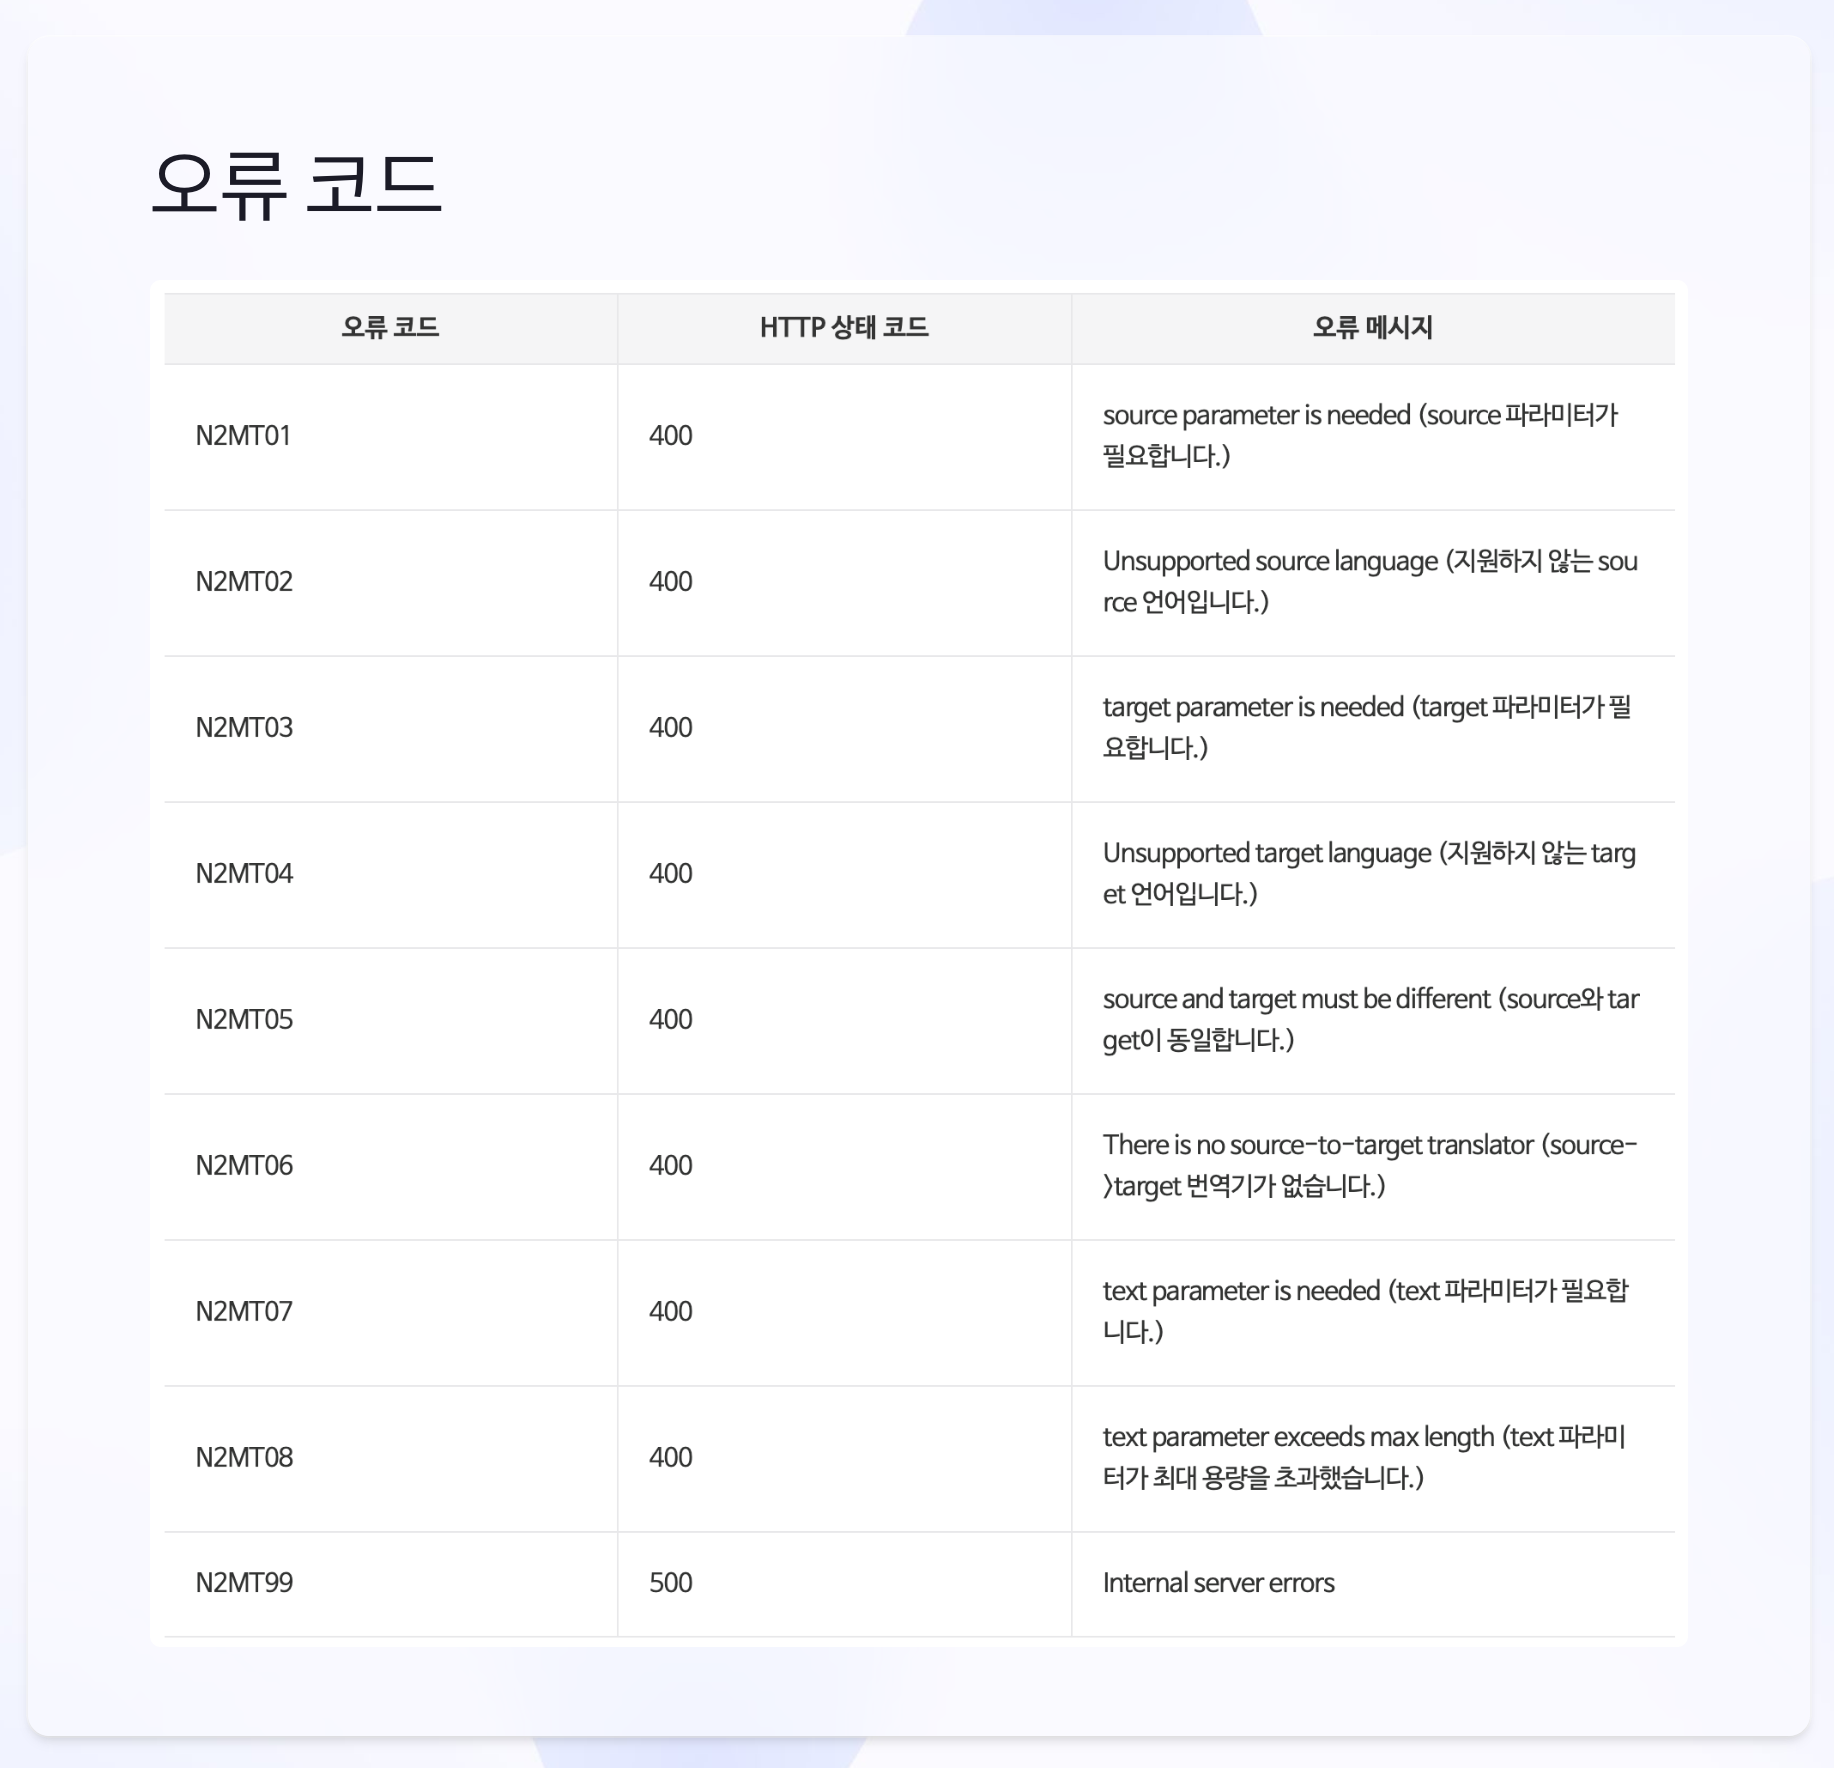 오류 코드
오류 코드 HTTP 상태 코드 오류 메시지
N2MT01 400 source parameter is needed (source 파라미터가
필요합니다.)
N2MT02 400 Unsupported source language (지원하지 않는 sou
rce 언어입니다.)
N2MT03 400 target parameter is needed (target 파라미터가 필
요합니다.)
N2MT04 400 Unsupported target language (지원하지 않는 targ
et 언어입니다.)
N2MT05 400 source and target must be different (source와 tar
get이 동일합니다.)
N2MT06 400 There is no source-to-target translator (source-
>target 번역기가 없습니다.)
N2MT07 400 text parameter is needed (text 파라미터가 필요합
니다.)
N2MT08 400 text parameter exceeds max length (text 파라미
터가 최대 용량을 초과했습니다.)
N2MT99 500 Internal server errors